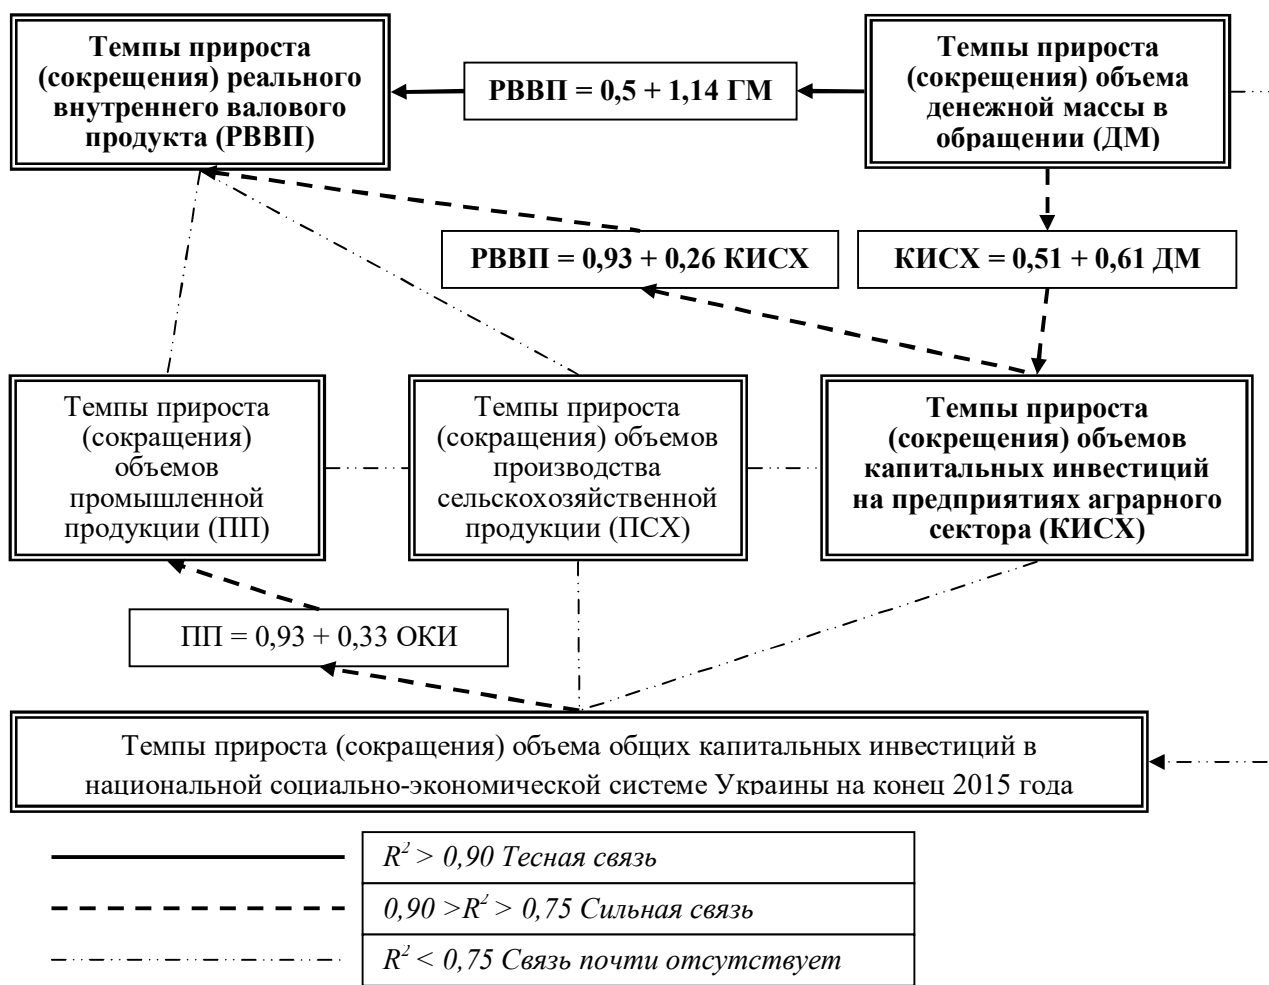 Темпы прироста
(сокрещения) реального
внутреннего валового
продукта (РВВП)
РВВП = 0,5 + 1,14 ГМ
Темпы прироста
(сокрещения) объема
денежной массы в
обращении (ДМ)
РВВП = 0,93 + 0,26 КИСХ
КИСХ = 0,51 + 0,61 ДМ
Темпы прироста
(сокращения)
объемов
промышленной
продукции (ПП)
Темпы прироста
(сокращения) объемов
производства
сельскохозяйственной
продукции (ПСХ)
Темпы прироста
(сокрещения) объемов
капитальных инвестиций
на предприятиях аграрного
сектора (КИСХ)
ПП = 0,93 + 0,33 ОКИ
Темпы прироста (сокращения) объема общих капитальных инвестиций в
национальной социально-экономической системе Украины на конец 2015 года
R² > 0,90 Тесная связь
0,90 >R² > 0,75 Сильная связь
R² < 0,75 Связь почти отсутствует